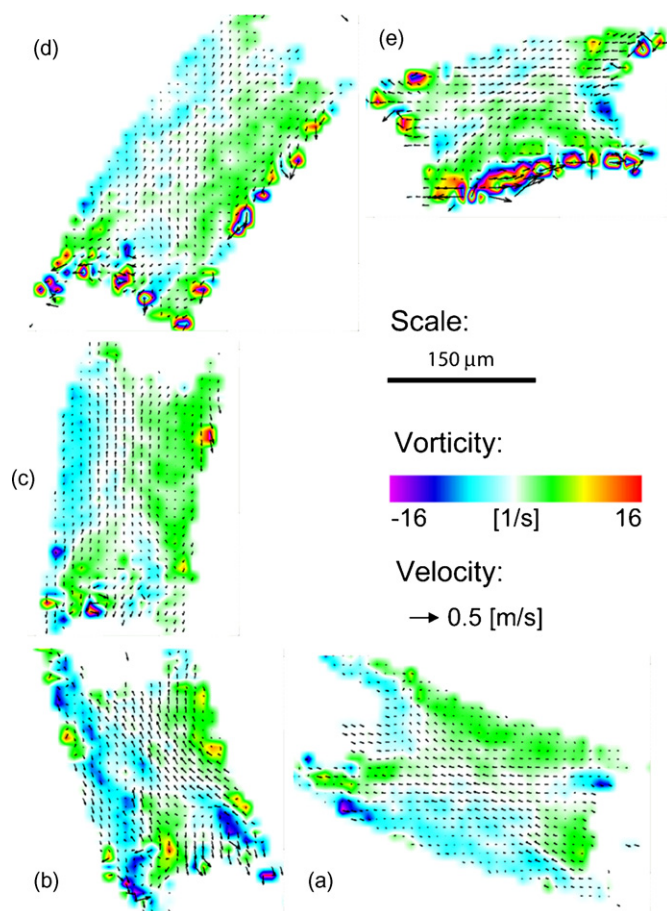 (d)
(e)
Scale:
150 μm
(c)
Vorticity:
-16 [1/s] 16
Velocity:
0.5 [m/s]
(b)
(a)